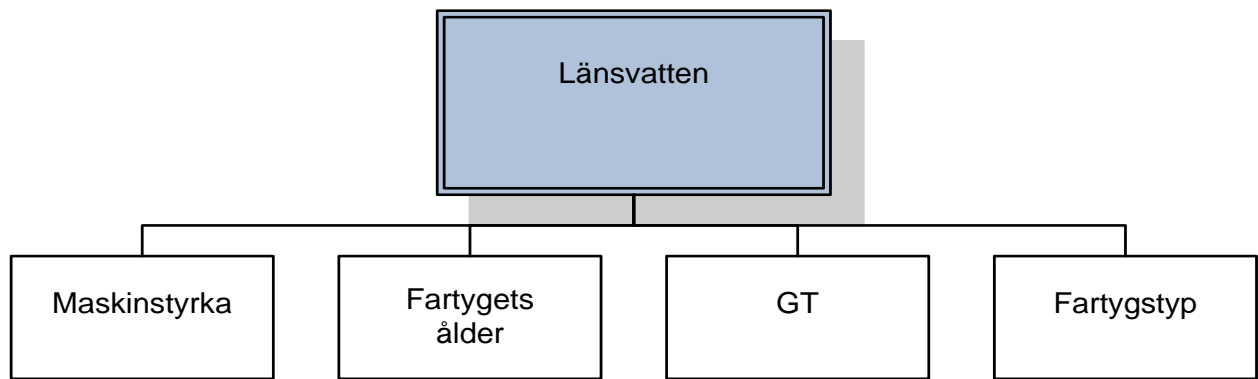 Länsvatten
Maskinstyrka
Fartygets
ålder
GT
Fartygstyp